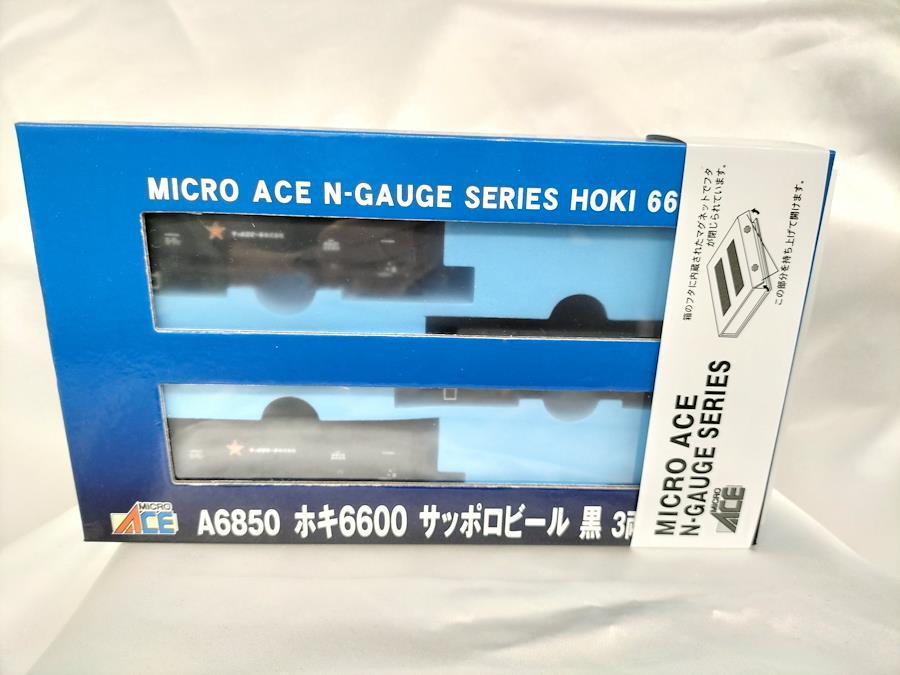 MICRO ACE N-GAUGE SERIES HOKI 66
MICRO
ACE
A6850 ホキ6600 サッポロビール 黒 3両
箱のフタに内蔵されたマグネットでフタ
が閉じられています。
この部分を持ち上げて開けます。
MICRO ACE
N-GAUGE SERIES
MICRO
ACE